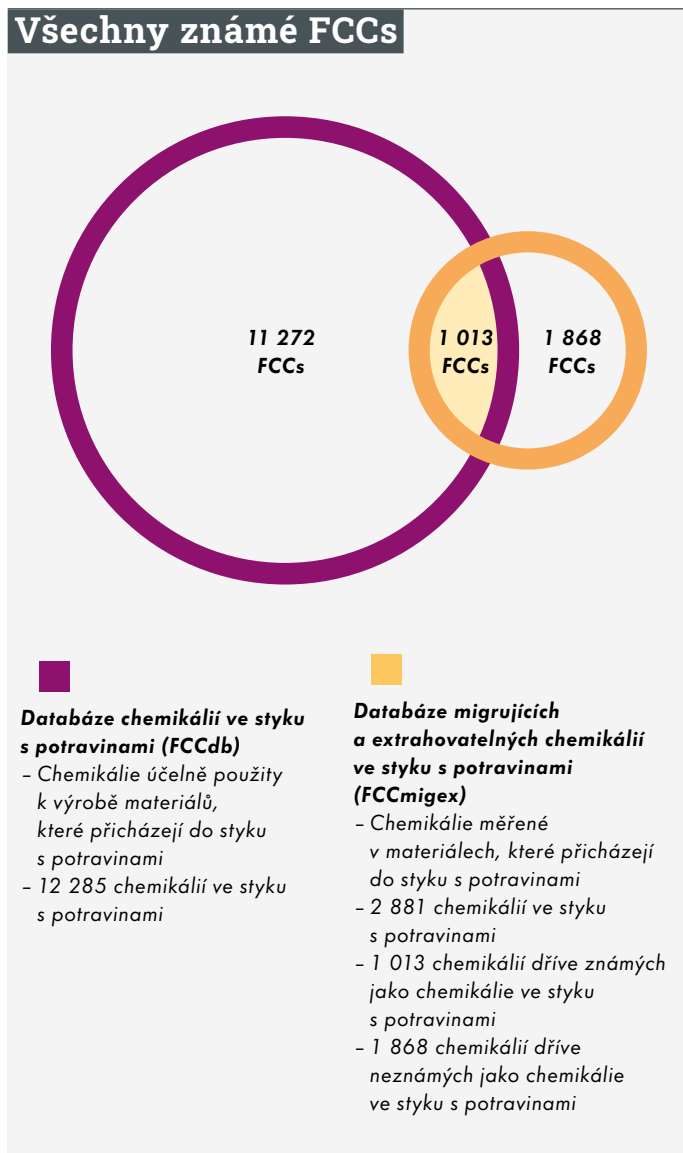 Všechny známé FCCs
11 272
FCCs
1 013
FCCs
1 868
FCCs
Databáze chemikálií ve styku
s potravinami (FCCdb)
– Chemikálie účelně použity
k výrobě materiálů,
které přicházejí do styku
s potravinami
– 12 285 chemikálií ve styku
s potravinami
Databáze migrujících
a extrahovatelných chemikálií
ve styku s potravinami
(FCCmigex)
– Chemikálie měřené
v materiálech, které přicházejí
do styku s potravinami
– 2 881 chemikálií ve styku
s potravinami
– 1 013 chemikálií dříve známých
jako chemikálie ve styku
s potravinami
– 1 868 chemikálií dříve
neznámých jako chemikálie
ve styku s potravinami